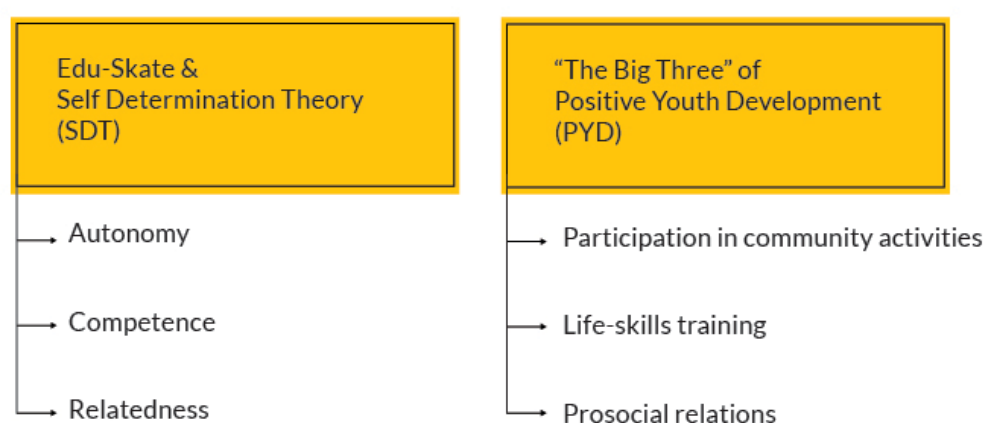 Edu-Skate &
Self Determination Theory
(SDT)
Autonomy
Competence
Relatedness
“The Big Three” of
Positive Youth Development
(PYD)
Participation in community activities
Life-skills training
Prosocial relations